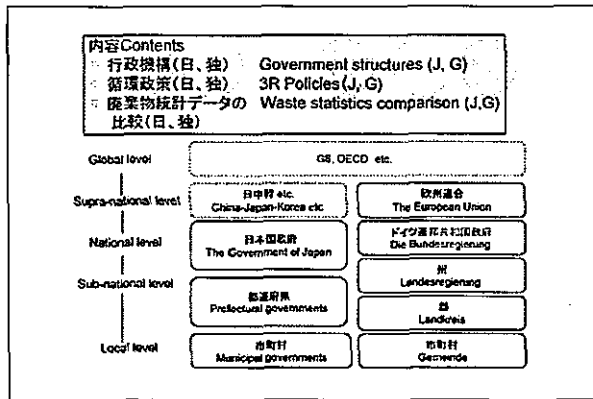 内容Contents
行政機構(日、独) Government structures (J, G)
循環政策(日、独) 3R Policies (J, G)
廃棄物統計データの Waste statistics comparison (J,G)
比較(日、独)
Global level
G8, OECD etc.
Supra-national level
日中韓 etc.
China-Japan-Korea etc
欧州連合
The European Union
National level
日本国政府
The Government of Japan
ドイツ連邦共和国政府
Die Bundesregierung
Sub-national level
州
Landesregierung
都道府県
Prefectural governments
郡
Landkreis
Local level
市町村
Municipal governments
市町村
Gemeinde